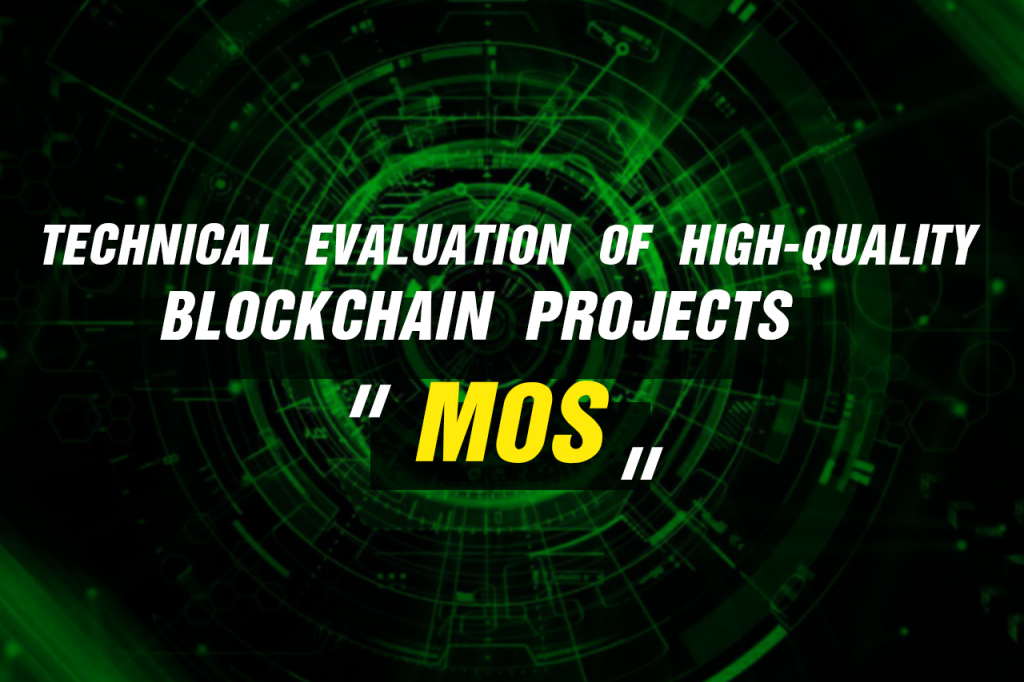 TECHNICAL EVALUATION OF HIGH-QUALITY
BLOCKCHAIN PROJECTS
" MOS "